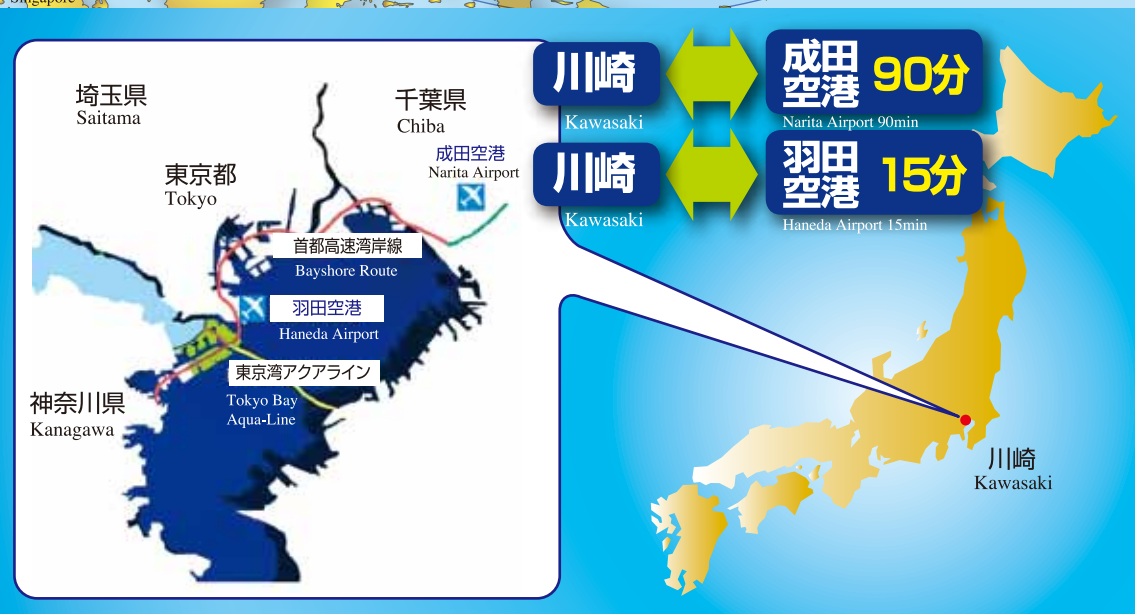 Singapore
埼玉県
Saitama
千葉県
Chiba
成田空港
Narita Airport
東京都
Tokyo
首都高速湾岸線
Bayshore Route
羽田空港
Haneda Airport
東京湾アクアライン
Tokyo Bay
Aqua-Line
神奈川県
Kanagawa
川崎
Kawasaki
成田
空港
90分
Narita Airport 90min
川崎
Kawasaki
羽田
空港
15分
Haneda Airport 15min
川崎
Kawasaki